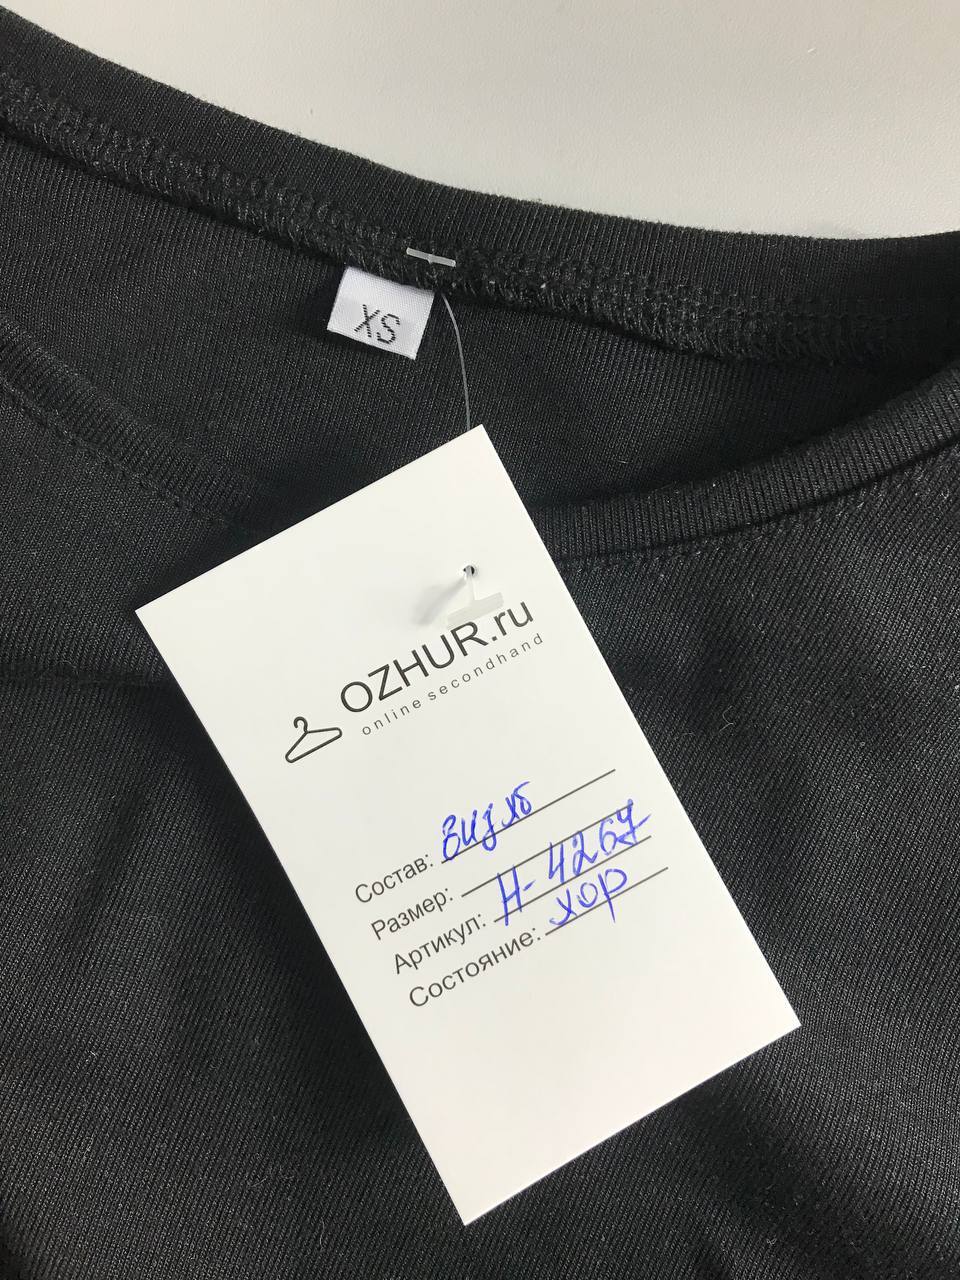 XS
OZHUR.ru
online secondhand
Состав: виз хб
Размер:
Артикул: H-4267
Состояние: хор